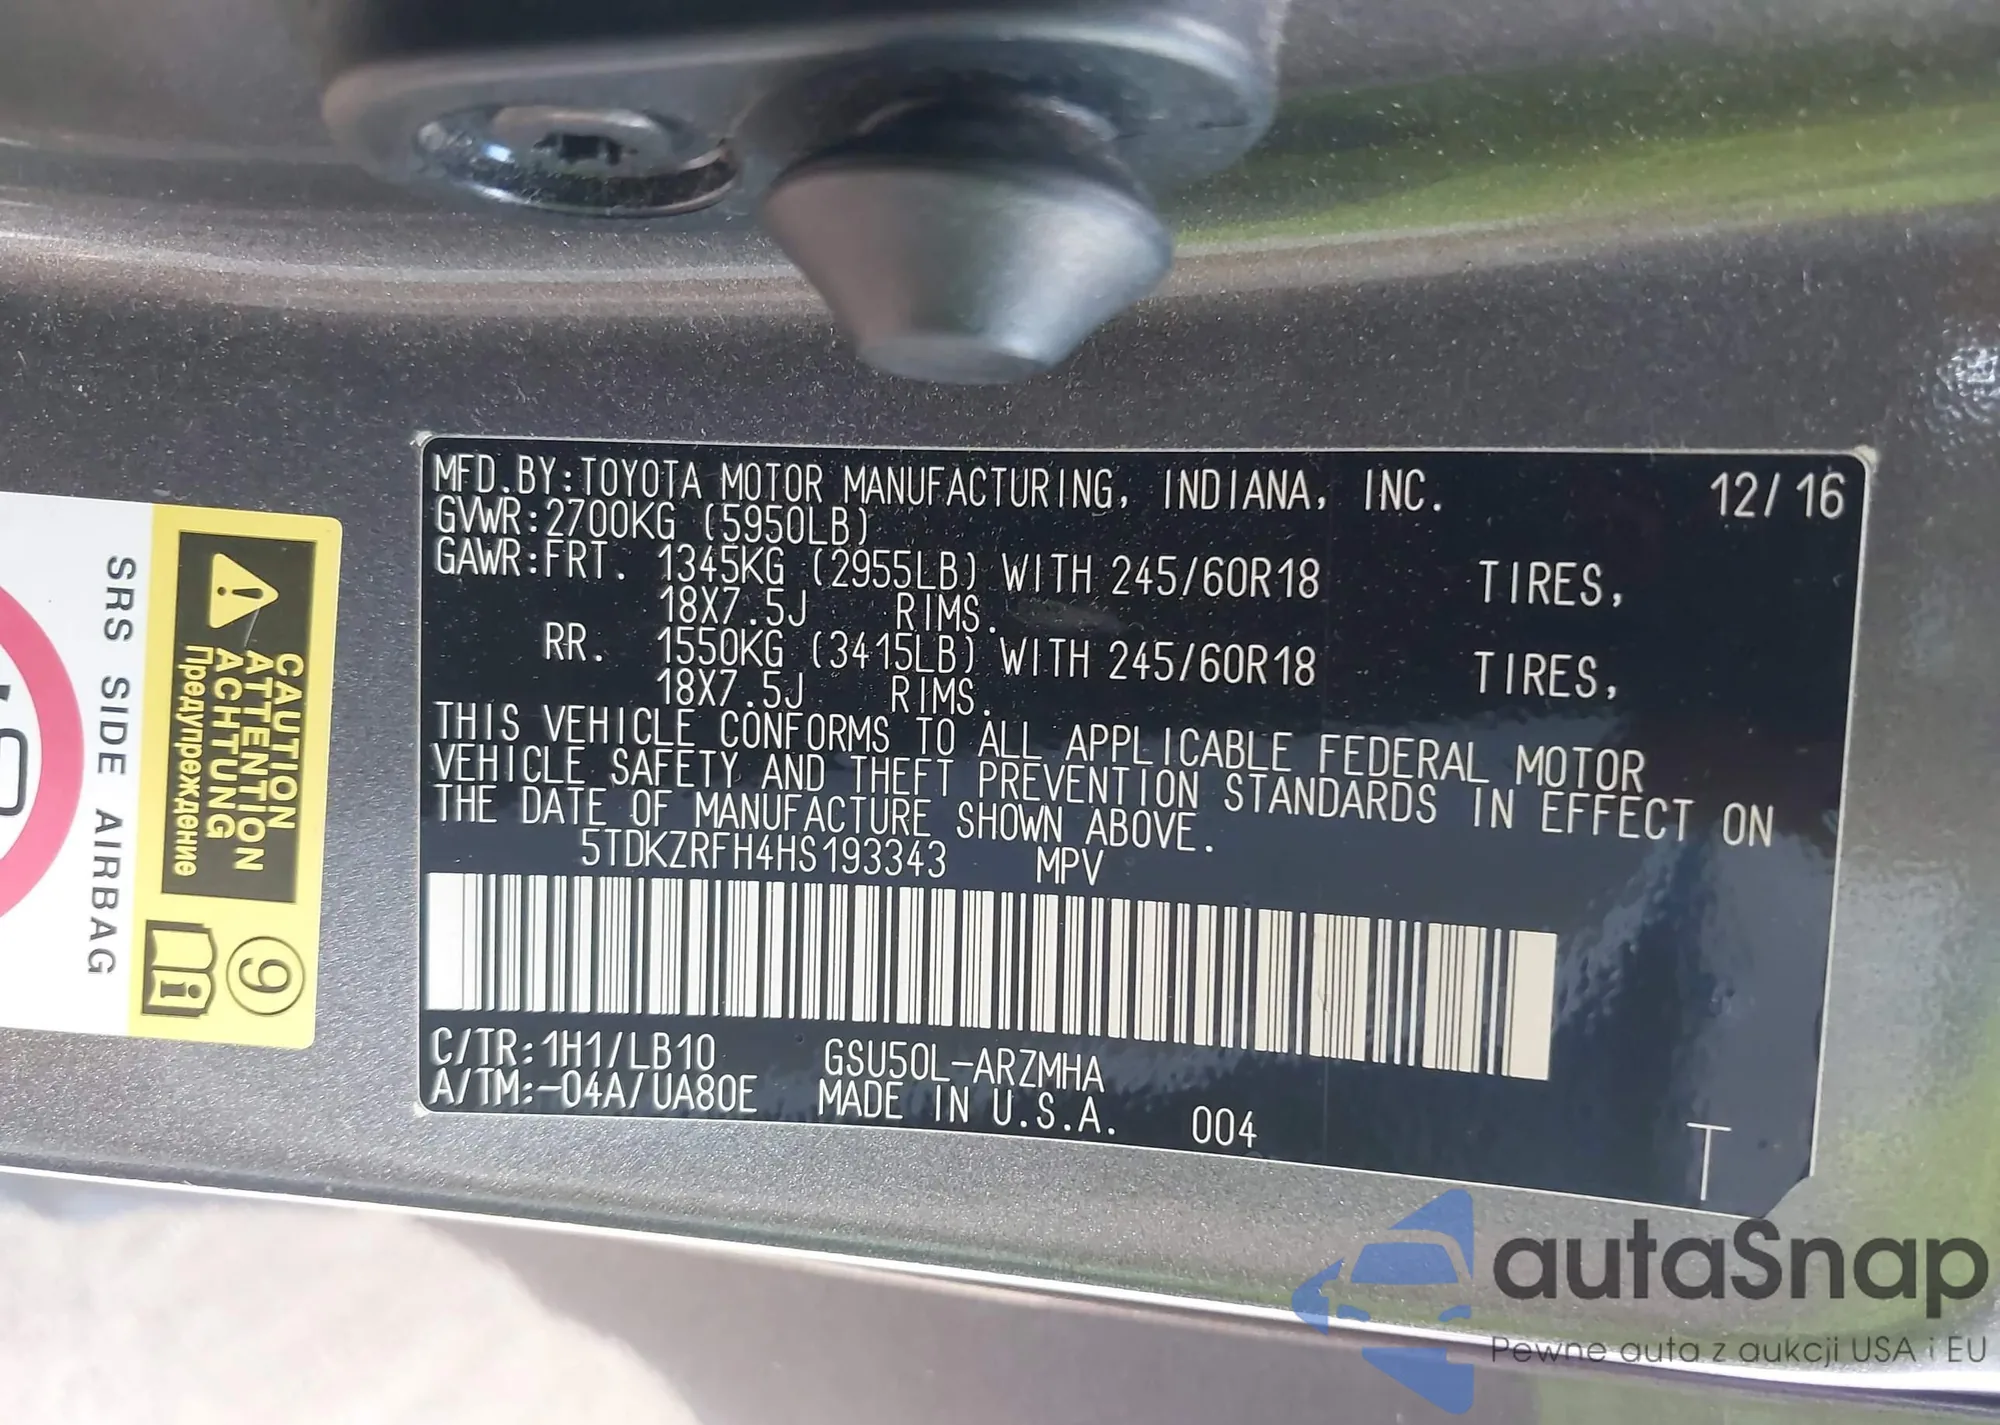 MFD.BY:TOYOTA MOTOR MANUFACTURING, INDIANA, INC. 12/16
GVWR:2700KG (5950LB)
GAWR:FRT. 1345KG (2955LB) WITH 245/60R18 TIRES,
18X7.5J RIMS.
RR. 1550KG (3415LB) WITH 245/60R18 TIRES,
18X7.5J RIMS.
THIS VEHICLE CONFORMS TO ALL APPLICABLE FEDERAL MOTOR
VEHICLE SAFETY AND THEFT PREVENTION STANDARDS IN EFFECT ON
THE DATE OF MANUFACTURE SHOWN ABOVE.
5TDKZRFH4HS193343 MPV
C/TR:1H1/LB10 GSU50L-ARZMHA
A/TM:-04A/UA80E MADE IN U.S.A. 004
T
CAUTION
ATTENTION
ACHTUNG
Предупреждение
9
SRS SIDE AIRBAG
autaSnap
Pewne auta z aukcji USA i EU